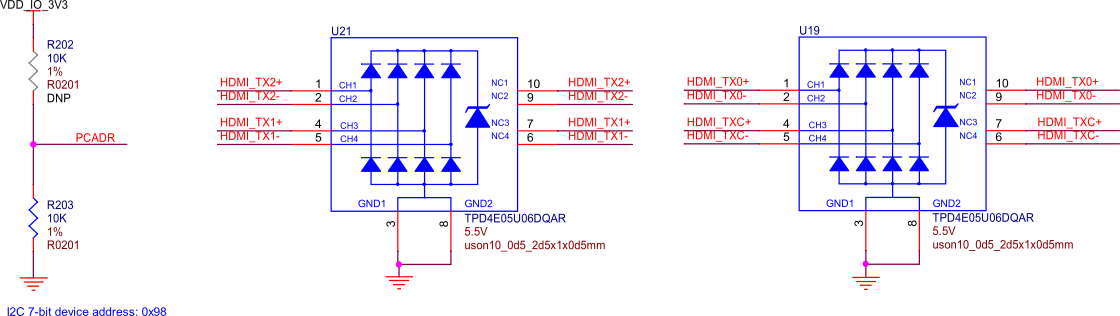 VDD_IO_3V3
R202
10K
1%
R0201
DNP
PCADR
R203
10K
1%
R0201
I2C 7-bit device address: 0x98
U21
HDMI_TX2+ 1 CH1 NC1 10 HDMI_TX2+
HDMI_TX2- 2 CH2 NC2 9 HDMI_TX2-
HDMI_TX1+ 4 CH3 NC3 7 HDMI_TX1+
HDMI_TX1- 5 CH4 NC4 6 HDMI_TX1-
GND1 GND2
3 8
TPD4E05U06DQAR
5.5V
uson10_0d5_2d5x1x0d5mm
U19
HDMI_TX0+ 1 CH1 NC1 10 HDMI_TX0+
HDMI_TX0- 2 CH2 NC2 9 HDMI_TX0-
HDMI_TXC+ 4 CH3 NC3 7 HDMI_TXC+
HDMI_TXC- 5 CH4 NC4 6 HDMI_TXC-
GND1 GND2
3 8
TPD4E05U06DQAR
5.5V
uson10_0d5_2d5x1x0d5mm